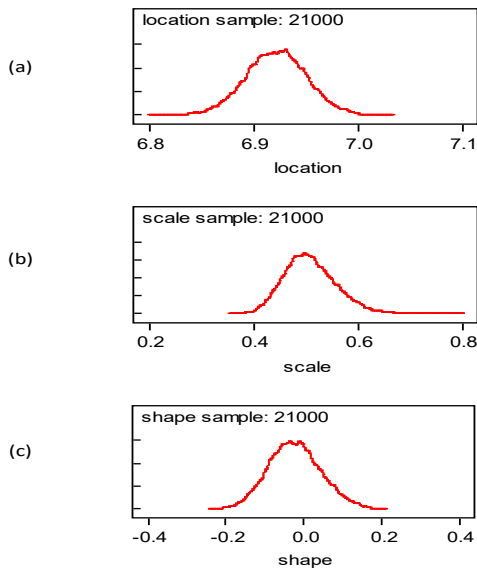 location sample: 21000
(a)
6.8 6.9 7.0 7.1
location
scale sample: 21000
(b)
0.2 0.4 0.6 0.8
scale
shape sample: 21000
(c)
-0.4 -0.2 0.0 0.2 0.4
shape